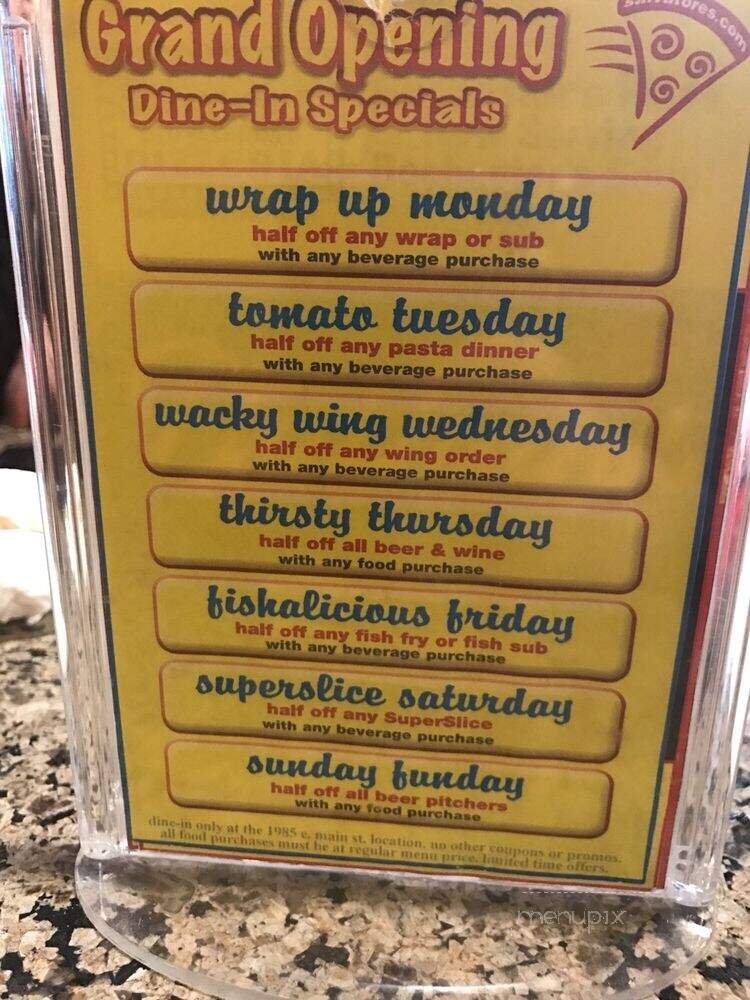 Grand Opening
Dine-In Specials
salvatores.com
wrap up monday
half off any wrap or sub
with any beverage purchase
tomato tuesday
half off any pasta dinner
with any beverage purchase
wacky wing wednesday
half off any wing order
with any beverage purchase
thirsty thursday
half off all beer & wine
with any food purchase
fishalicious friday
half off any fish fry or fish sub
with any beverage purchase
superslice saturday
half off any SuperSlice
with any beverage purchase
sunday funday
half off all beer pitchers
with any food purchase
dine-in only at the 1985 e. main st. location. no other coupons or promos.
all food purchases must be at regular menu price. limited time offers.
menupix